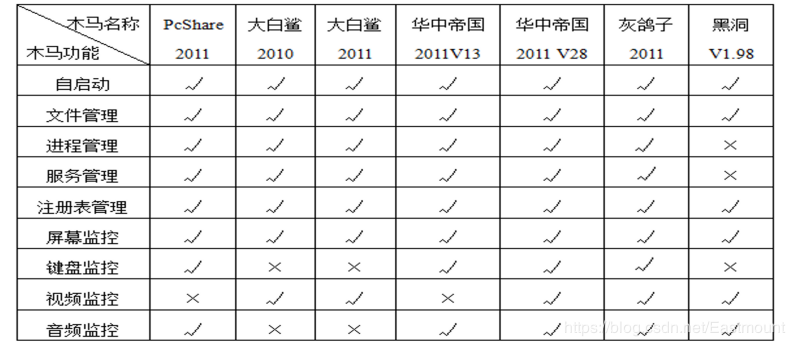 木马名称 PcShare 大白鲨 大白鲨 华中帝国 华中帝国 灰鸽子 黑洞
木马功能 2011 2010 2011 2011V13 2011 V28 2011 V1.98
自启动 ✓ ✓ ✓ ✓ ✓ ✓ ✓
文件管理 ✓ ✓ ✓ ✓ ✓ ✓ ✓
进程管理 ✓ ✓ ✓ ✓ ✓ ✓ ×
服务管理 ✓ ✓ ✓ ✓ ✓ ✓ ×
注册表管理 ✓ ✓ ✓ ✓ ✓ ✓ ✓
屏幕监控 ✓ ✓ ✓ ✓ ✓ ✓ ✓
键盘监控 ✓ × × ✓ ✓ ✓ ×
视频监控 × ✓ ✓ × ✓ ✓ ✓
音频监控 ✓ × × ✓ ✓ ✓ ✓
https://blog.csdn.net/Eastmount